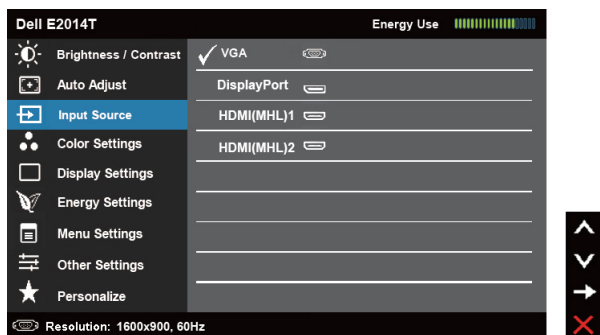 Dell E2014T Energy Use
Brightness / Contrast
Auto Adjust
Input Source
Color Settings
Display Settings
Energy Settings
Menu Settings
Other Settings
Personalize
VGA
DisplayPort
HDMI(MHL)1
HDMI(MHL)2
Resolution: 1600x900, 60Hz